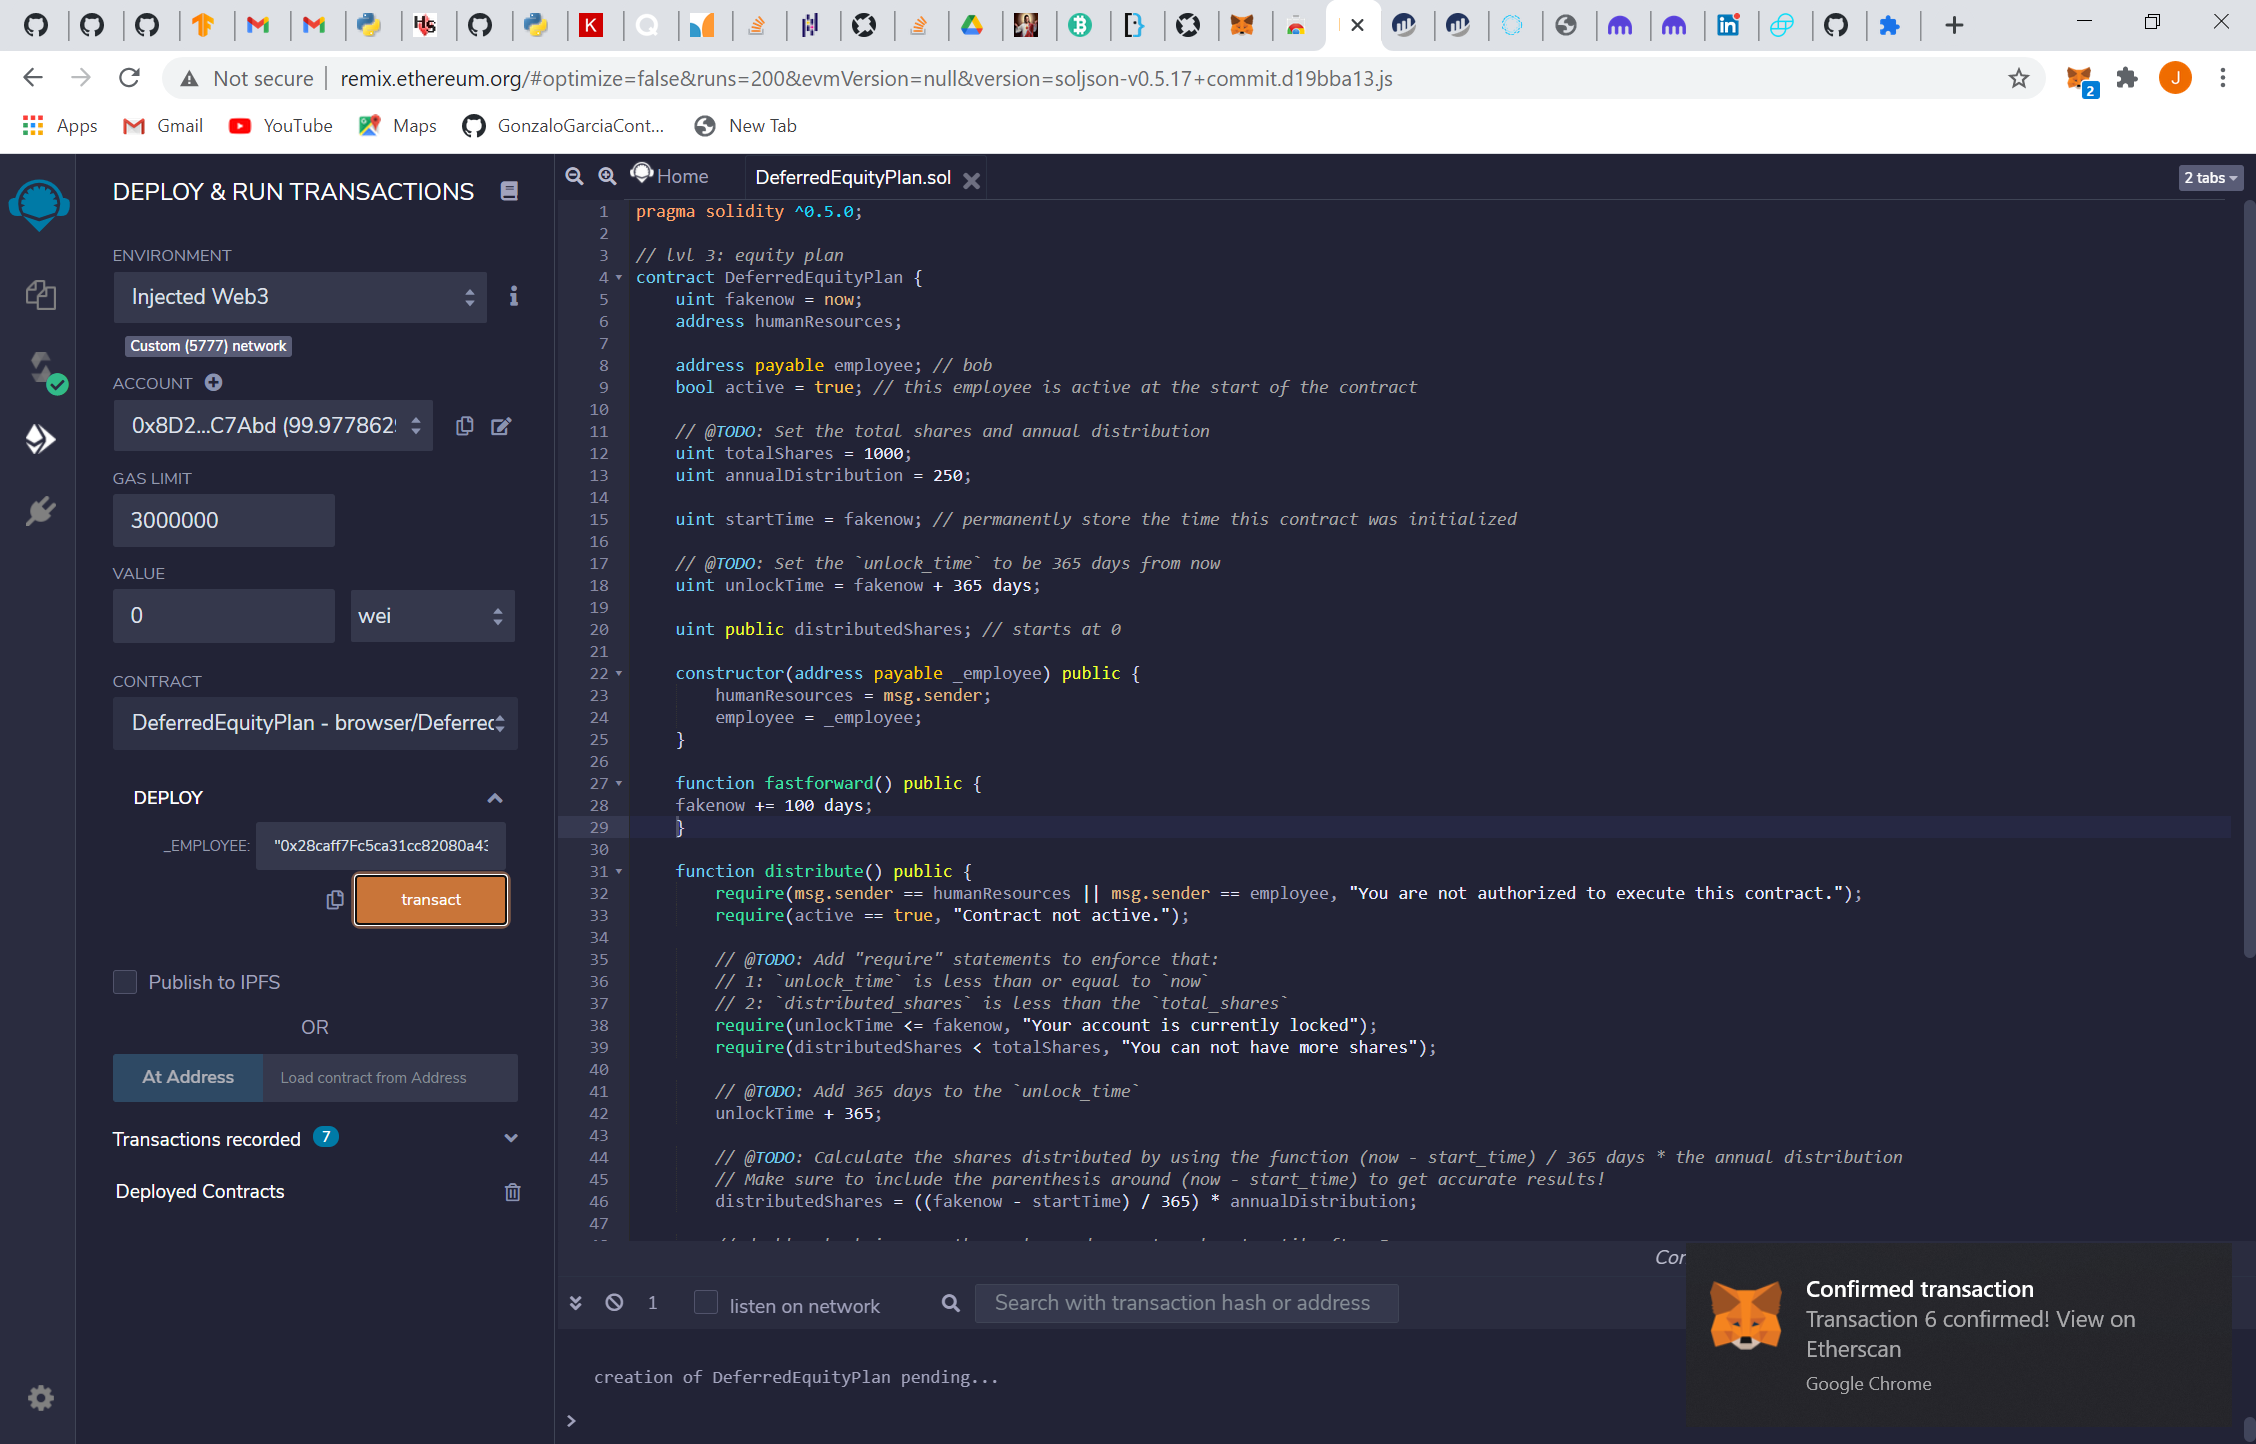 Not secure | remix.ethereum.org/#optimize=false&runs=200&evmVersion=null&version=soljson-v0.5.17+commit.d19bba13.js
J
2
Apps Gmail YouTube Maps GonzaloGarciaCont... New Tab
DEPLOY & RUN TRANSACTIONS
ENVIRONMENT
Injected Web3
Custom (5777) network
ACCOUNT
0x8D2...C7Abd (99.977862
GAS LIMIT
3000000
VALUE
0
wei
CONTRACT
DeferredEquityPlan - browser/Deferred
DEPLOY
_EMPLOYEE: "0x28caff7Fc5ca31cc82080a43
transact
Publish to IPFS
OR
At Address
Load contract from Address
Transactions recorded 7
Deployed Contracts
Home
DeferredEquityPlan.sol
2 tabs
1 pragma solidity ^0.5.0;
2
3 // lvl 3: equity plan
4 contract DeferredEquityPlan {
5 uint fakenow = now;
6 address humanResources;
7
8 address payable employee; // bob
9 bool active = true; // this employee is active at the start of the contract
10
11 // @TODO: Set the total shares and annual distribution
12 uint totalShares = 1000;
13 uint annualDistribution = 250;
14
15 uint startTime = fakenow; // permanently store the time this contract was initialized
16
17 // @TODO: Set the `unlock_time` to be 365 days from now
18 uint unlockTime = fakenow + 365 days;
19
20 uint public distributedShares; // starts at 0
21
22 constructor(address payable _employee) public {
23 humanResources = msg.sender;
24 employee = _employee;
25 }
26
27 function fastforward() public {
28 fakenow += 100 days;
29 }
30
31 function distribute() public {
32 require(msg.sender == humanResources || msg.sender == employee, "You are not authorized to execute this contract.");
33 require(active == true, "Contract not active.");
34
35 // @TODO: Add "require" statements to enforce that:
36 // 1: `unlock_time` is less than or equal to `now`
37 // 2: `distributed_shares` is less than the `total_shares`
38 require(unlockTime <= fakenow, "Your account is currently locked");
39 require(distributedShares < totalShares, "You can not have more shares");
40
41 // @TODO: Add 365 days to the `unlock_time`
42 unlockTime + 365;
43
44 // @TODO: Calculate the shares distributed by using the function (now - start_time) / 365 days * the annual distribution
45 // Make sure to include the parenthesis around (now - start_time) to get accurate results!
46 distributedShares = ((fakenow - startTime) / 365) * annualDistribution;
47
1
listen on network
Search with transaction hash or address
creation of DeferredEquityPlan pending...
>
Confirmed transaction
Transaction 6 confirmed! View on
Etherscan
Google Chrome